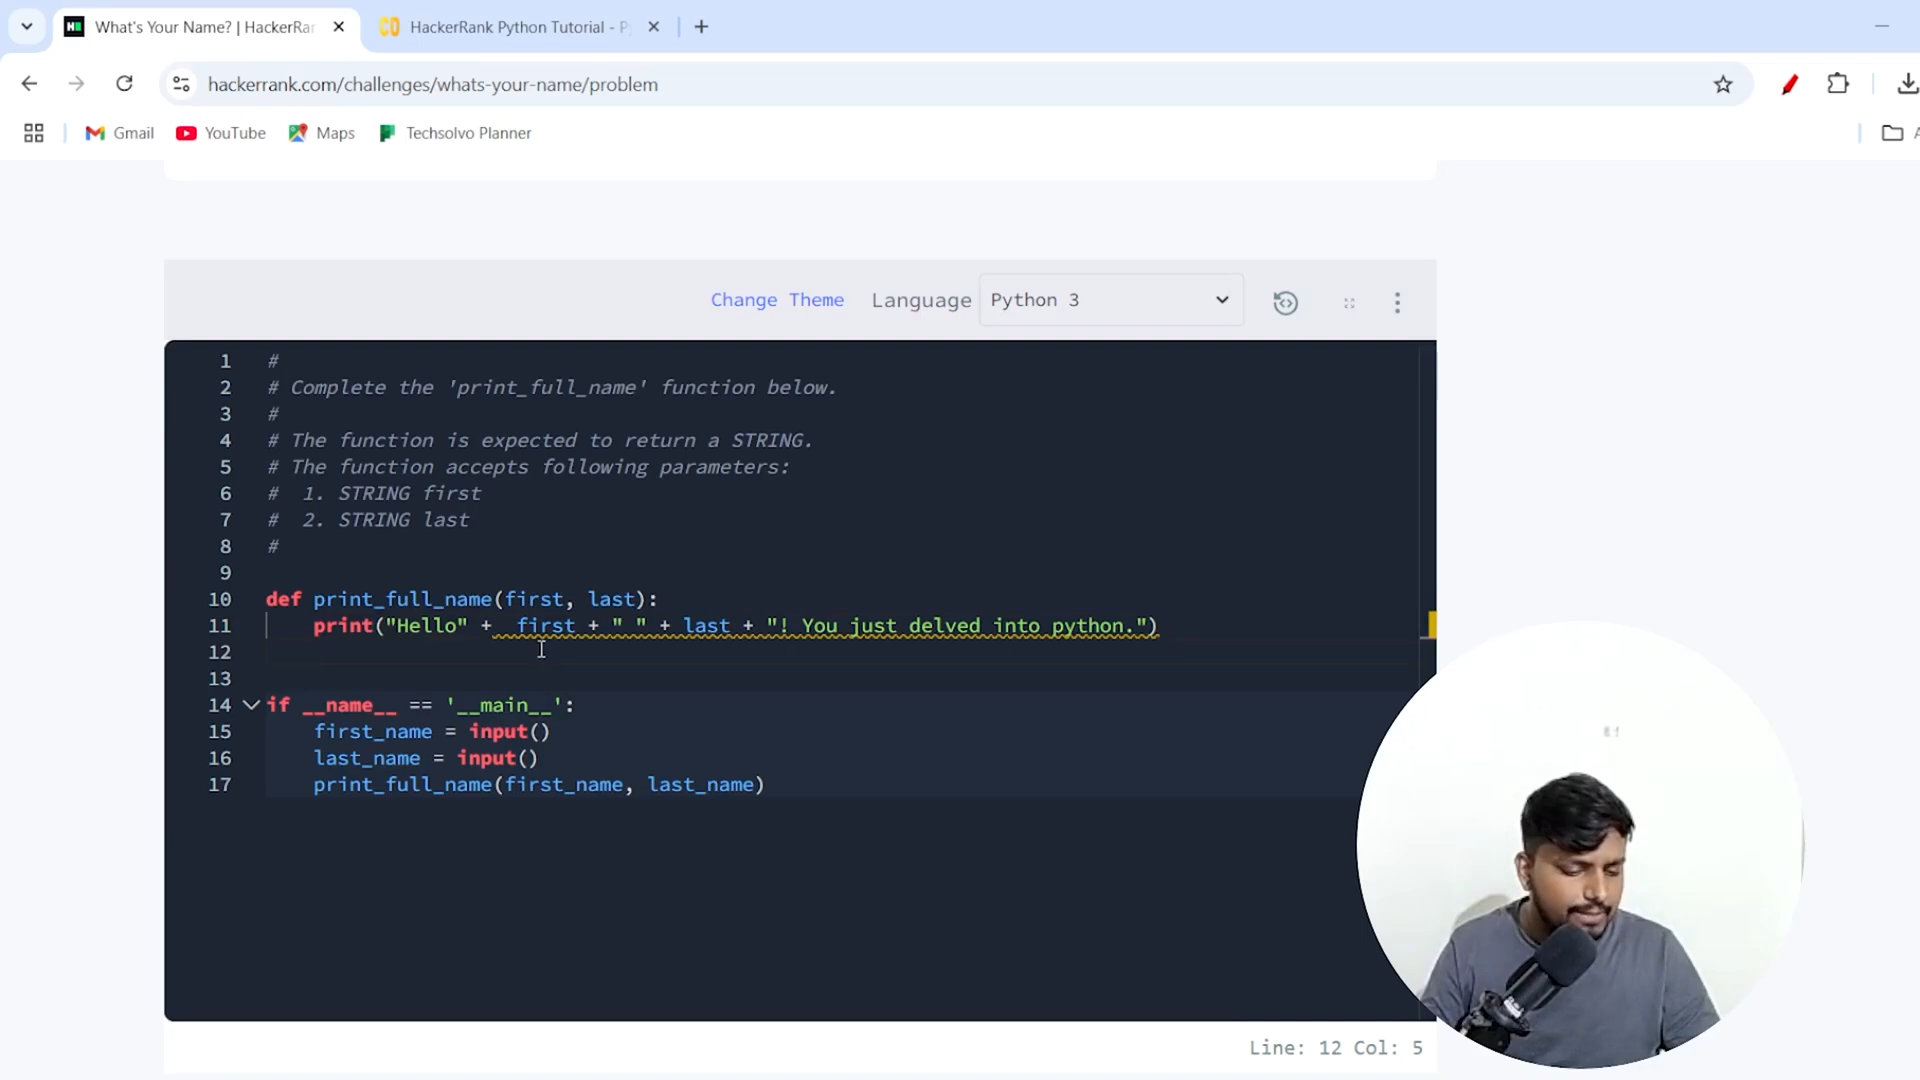 What's Your Name? | HackerRa
HackerRank Python Tutorial - P
hackerrank.com/challenges/whats-your-name/problem
Gmail
YouTube
Maps
Techsolvo Planner
Change Theme
Language
Python 3
1 #
2 # Complete the 'print_full_name' function below.
3 #
4 # The function is expected to return a STRING.
5 # The function accepts following parameters:
6 #  1. STRING first
7 #  2. STRING last
8 #
9
10 def print_full_name(first, last):
11     print("Hello" +  first + " " + last + "! You just delved into python.")
12
13
14 if __name__ == '__main__':
15     first_name = input()
16     last_name = input()
17     print_full_name(first_name, last_name)
Line: 12 Col: 5